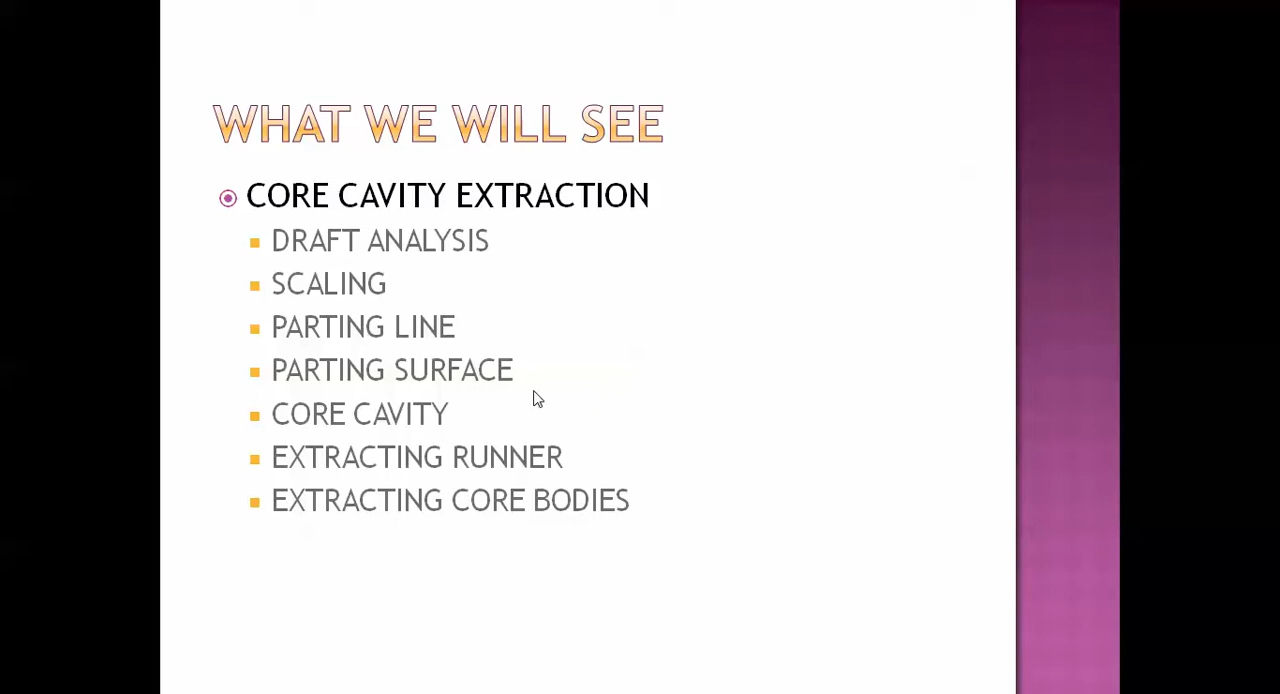 WHAT WE WILL SEE
CORE CAVITY EXTRACTION
DRAFT ANALYSIS
SCALING
PARTING LINE
PARTING SURFACE
CORE CAVITY
EXTRACTING RUNNER
EXTRACTING CORE BODIES